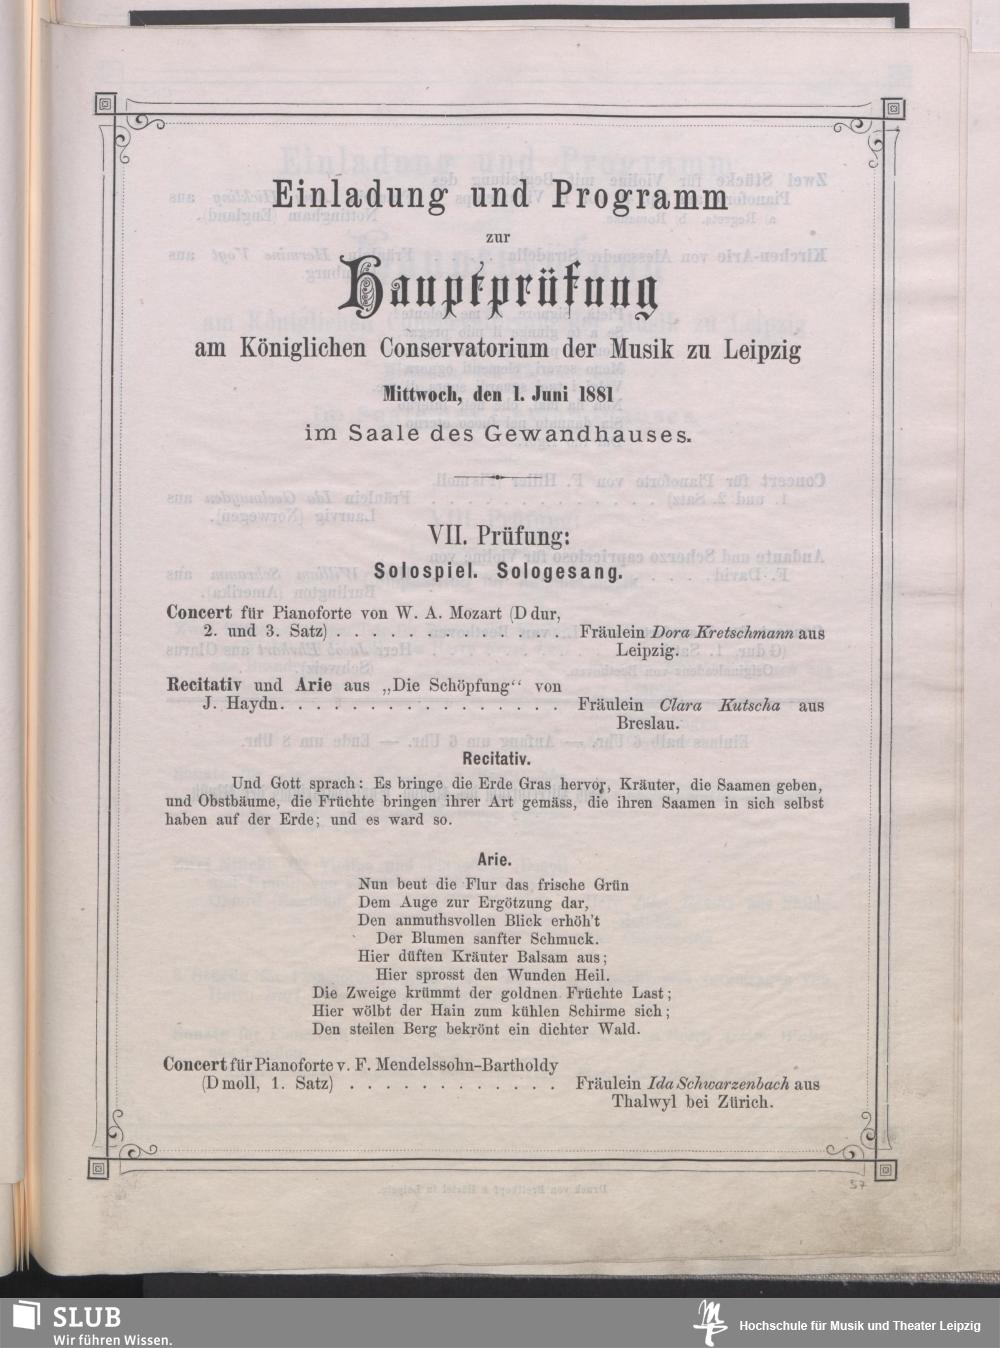 Einladung und Programm
zur
Hauptprüfung
am Königlichen Conservatorium der Musik zu Leipzig
Mittwoch, den 1. Juni 1881
im Saale des Gewandhauses.
VII. Prüfung:
Solospiel. Sologesang.
Concert für Pianoforte von W. A. Mozart (D dur,
2. und 3. Satz) . . . . . . . . . . . . . Fräulein Dora Kretschmann aus
Leipzig.
Recitativ und Arie aus „Die Schöpfung“ von
J. Haydn. . . . . . . . . . . . . . . . . Fräulein Clara Kutscha aus
Breslau.
Recitativ.
Und Gott sprach: Es bringe die Erde Gras hervor, Kräuter, die Saamen geben,
und Obstbäume, die Früchte bringen ihrer Art gemäss, die ihren Saamen in sich selbst
haben auf der Erde; und es ward so.
Arie.
Nun beut die Flur das frische Grün
Dem Auge zur Ergötzung dar,
Den anmuthsvollen Blick erhöh't
Der Blumen sanfter Schmuck.
Hier düften Kräuter Balsam aus;
Hier sprosst den Wunden Heil.
Die Zweige krümmt der goldnen Früchte Last;
Hier wölbt der Hain zum kühlen Schirme sich;
Den steilen Berg bekrönt ein dichter Wald.
Concert für Pianoforte v. F. Mendelssohn-Bartholdy
(D moll, 1. Satz) . . . . . . . . . . . . Fräulein Ida Schwarzenbach aus
Thalwyl bei Zürich.
57
SLUB
Wir führen Wissen.
Hochschule für Musik und Theater Leipzig